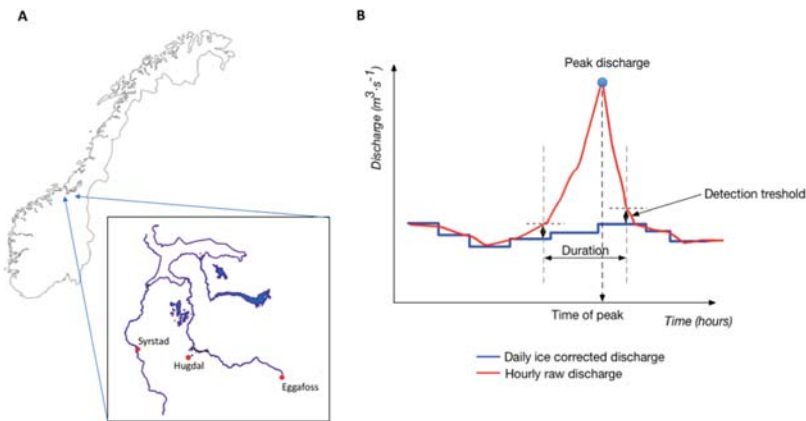 A
Syrstad
Hugdal
Eggafoss
B
Peak discharge
Discharge (m³·s⁻¹)
Detection treshold
Duration
Time of peak
Time (hours)
Daily ice corrected discharge
Hourly raw discharge